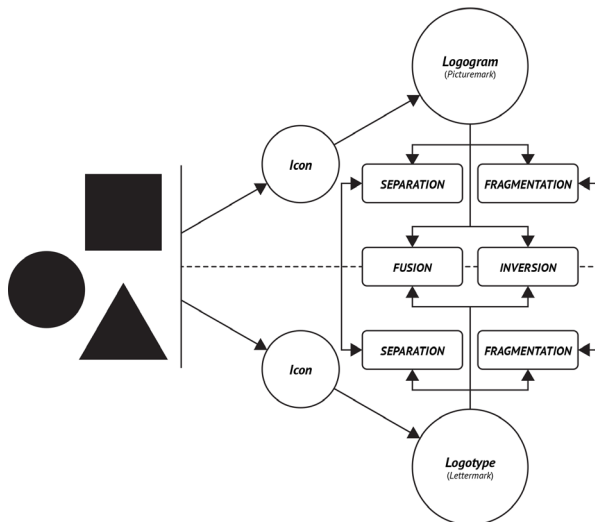 Logogram
(Picturemark)
Icon
SEPARATION
FRAGMENTATION
FUSION
INVERSION
SEPARATION
FRAGMENTATION
Icon
Logotype
(Lettermark)